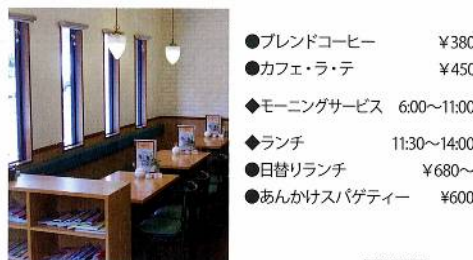 ●ブレンドコーヒー ¥380
●カフェ・ラ・テ ¥450
◆モーニングサービス 6:00〜11:00
◆ランチ 11:30〜14:00
●日替りランチ ¥680〜
●あんかけスパゲティー ¥600